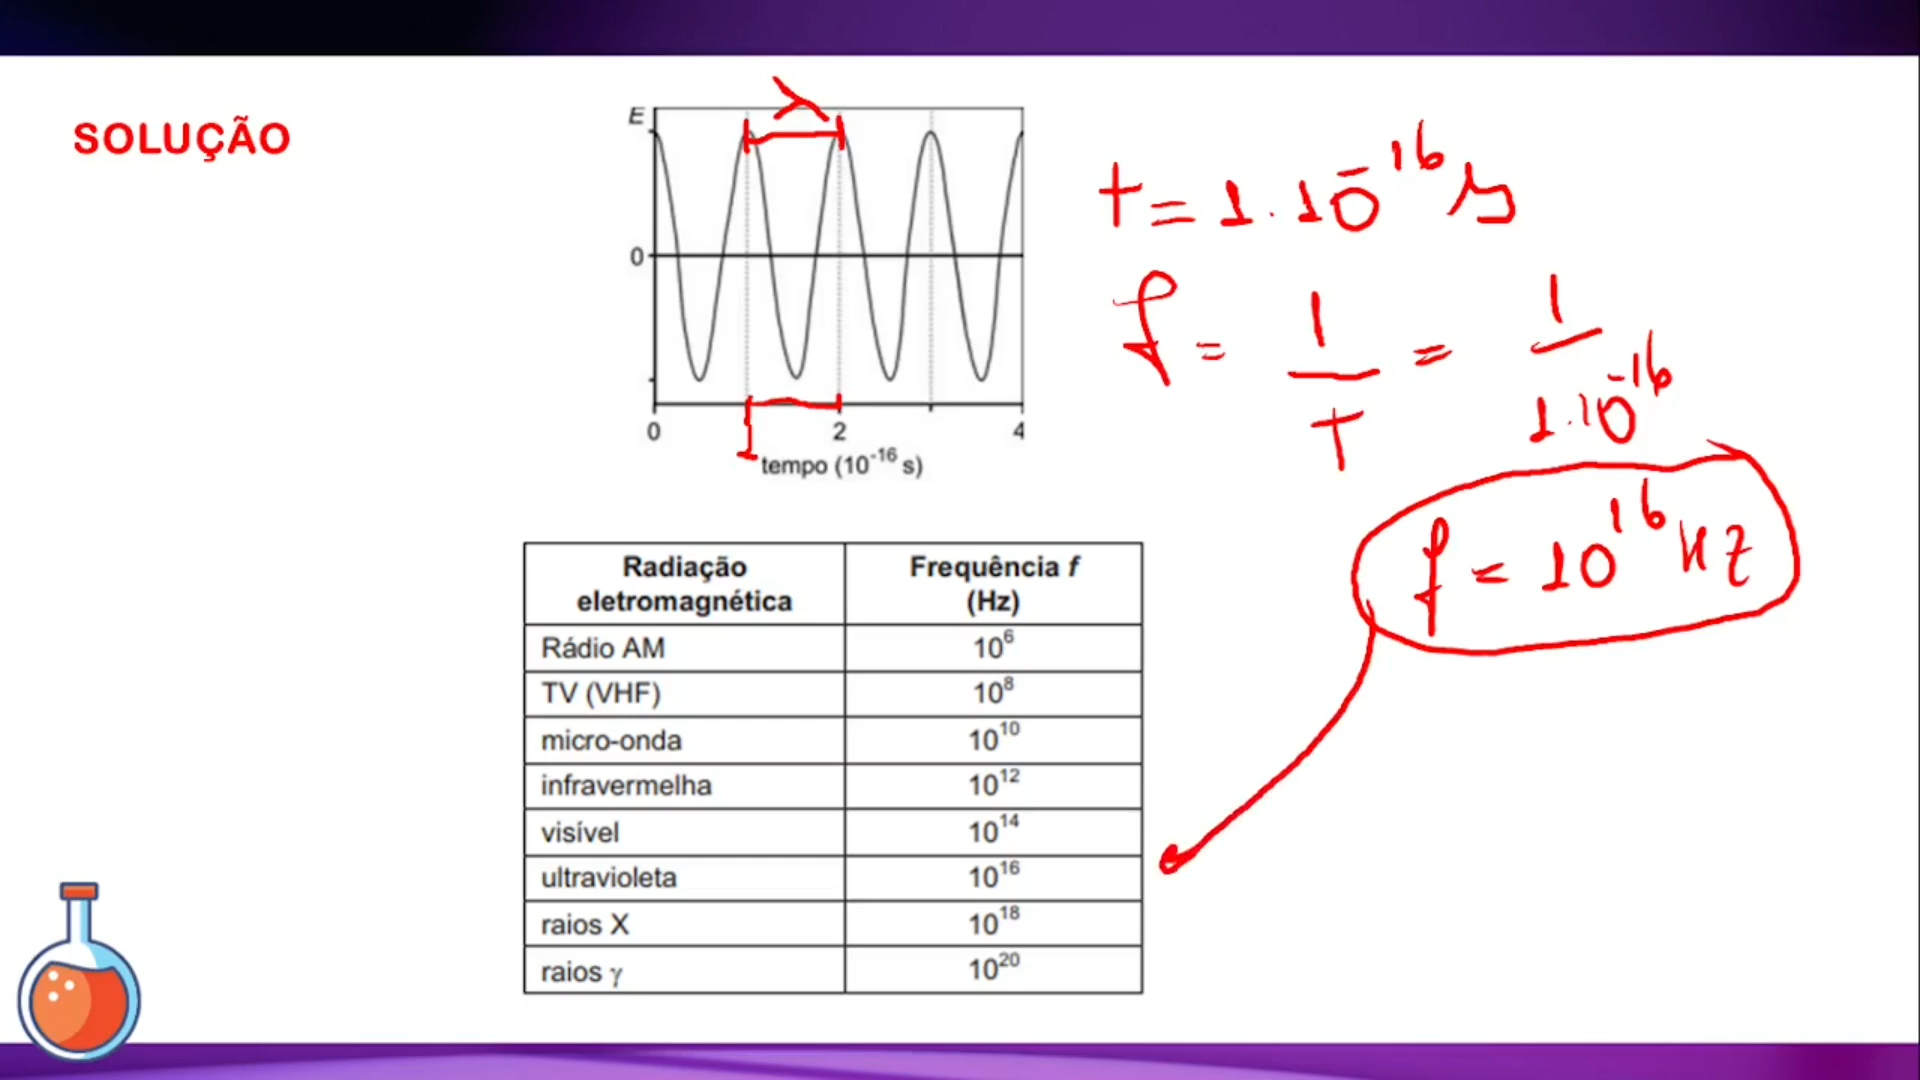 SOLUÇÃO
λ
E
0
0 2 4
tempo (10⁻¹⁶ s)
t = 1.10⁻¹⁶ s
f = 1/T = 1/1.10⁻¹⁶
f = 10¹⁶ HZ
Radiação eletromagnética Frequência f (Hz)
Rádio AM 10⁶
TV (VHF) 10⁸
micro-onda 10¹⁰
infravermelha 10¹²
visível 10¹⁴
ultravioleta 10¹⁶
raios X 10¹⁸
raios γ 10²⁰